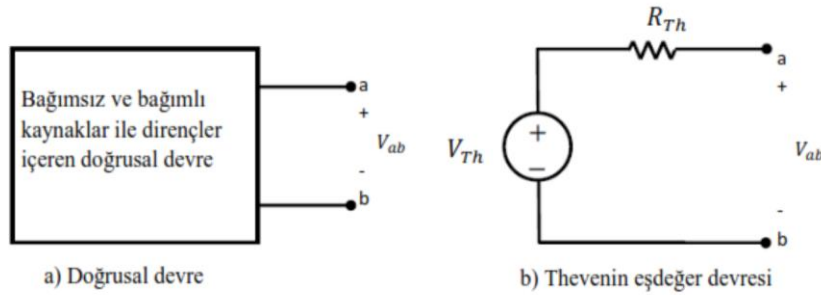 Bağımsız ve bağımlı
kaynaklar ile dirençler
içeren doğrusal devre
a
+
V_ab
-
b
a) Doğrusal devre
R_Th
a
+
V_Th
+
−
V_ab
-
b
b) Thevenin eşdeğer devresi